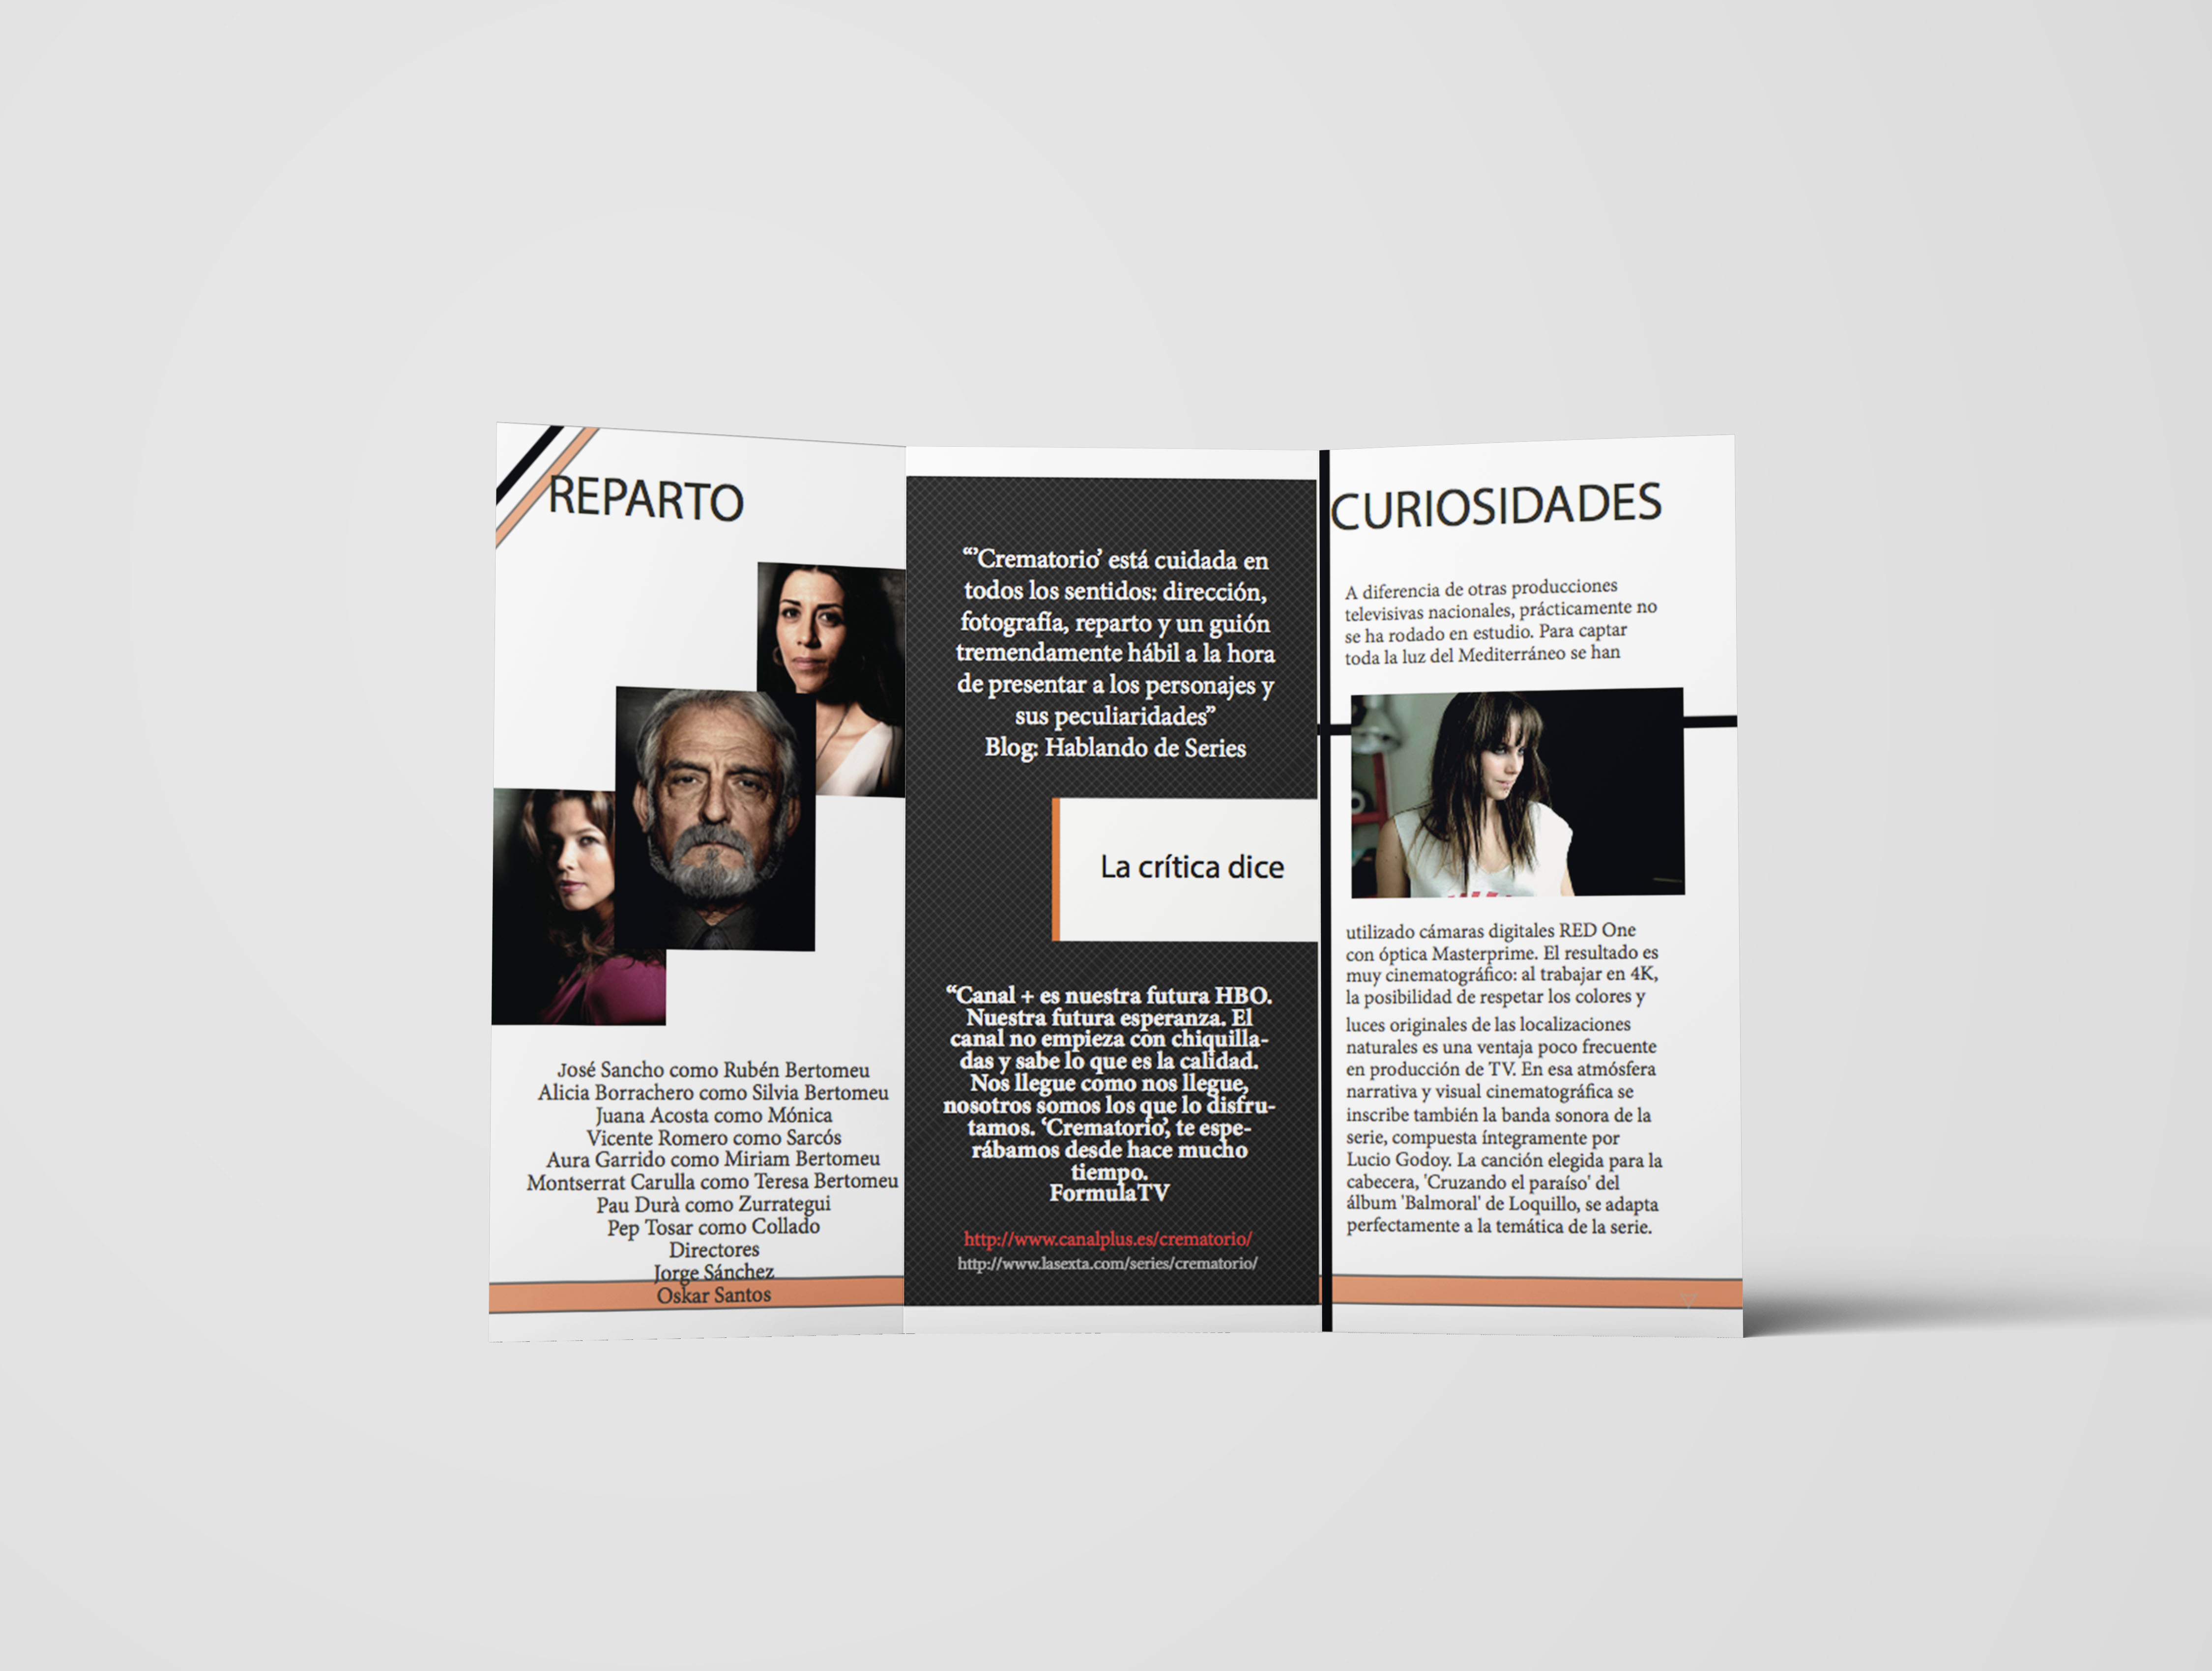 REPARTO
José Sancho como Rubén Bertomeu
Alicia Borrachero como Silvia Bertomeu
Juana Acosta como Mónica
Vicente Romero como Sarcós
Aura Garrido como Miriam Bertomeu
Montserrat Carulla como Teresa Bertomeu
Pau Durà como Zurrategui
Pep Tosar como Collado
Directores
Jorge Sánchez
Oskar Santos
“’Crematorio’ está cuidada en
todos los sentidos: dirección,
fotografía, reparto y un guión
tremendamente hábil a la hora
de presentar a los personajes y
sus peculiaridades”
Blog: Hablando de Series
La crítica dice
“Canal + es nuestra futura HBO.
Nuestra futura esperanza. El
canal no empieza con chiquilla-
das y sabe lo que es la calidad.
Nos llegue como nos llegue,
nosotros somos los que lo disfru-
tamos. ‘Crematorio’, te espe-
rábamos desde hace mucho
tiempo.
FormulaTV
http://www.canalplus.es/crematorio/
http://www.lasexta.com/series/crematorio/
CURIOSIDADES
A diferencia de otras producciones
televisivas nacionales, prácticamente no
se ha rodado en estudio. Para captar
toda la luz del Mediterráneo se han
utilizado cámaras digitales RED One
con óptica Masterprime. El resultado es
muy cinematográfico: al trabajar en 4K,
la posibilidad de respetar los colores y
luces originales de las localizaciones
naturales es una ventaja poco frecuente
en producción de TV. En esa atmósfera
narrativa y visual cinematográfica se
inscribe también la banda sonora de la
serie, compuesta íntegramente por
Lucio Godoy. La canción elegida para la
cabecera, 'Cruzando el paraíso' del
álbum 'Balmoral' de Loquillo, se adapta
perfectamente a la temática de la serie.